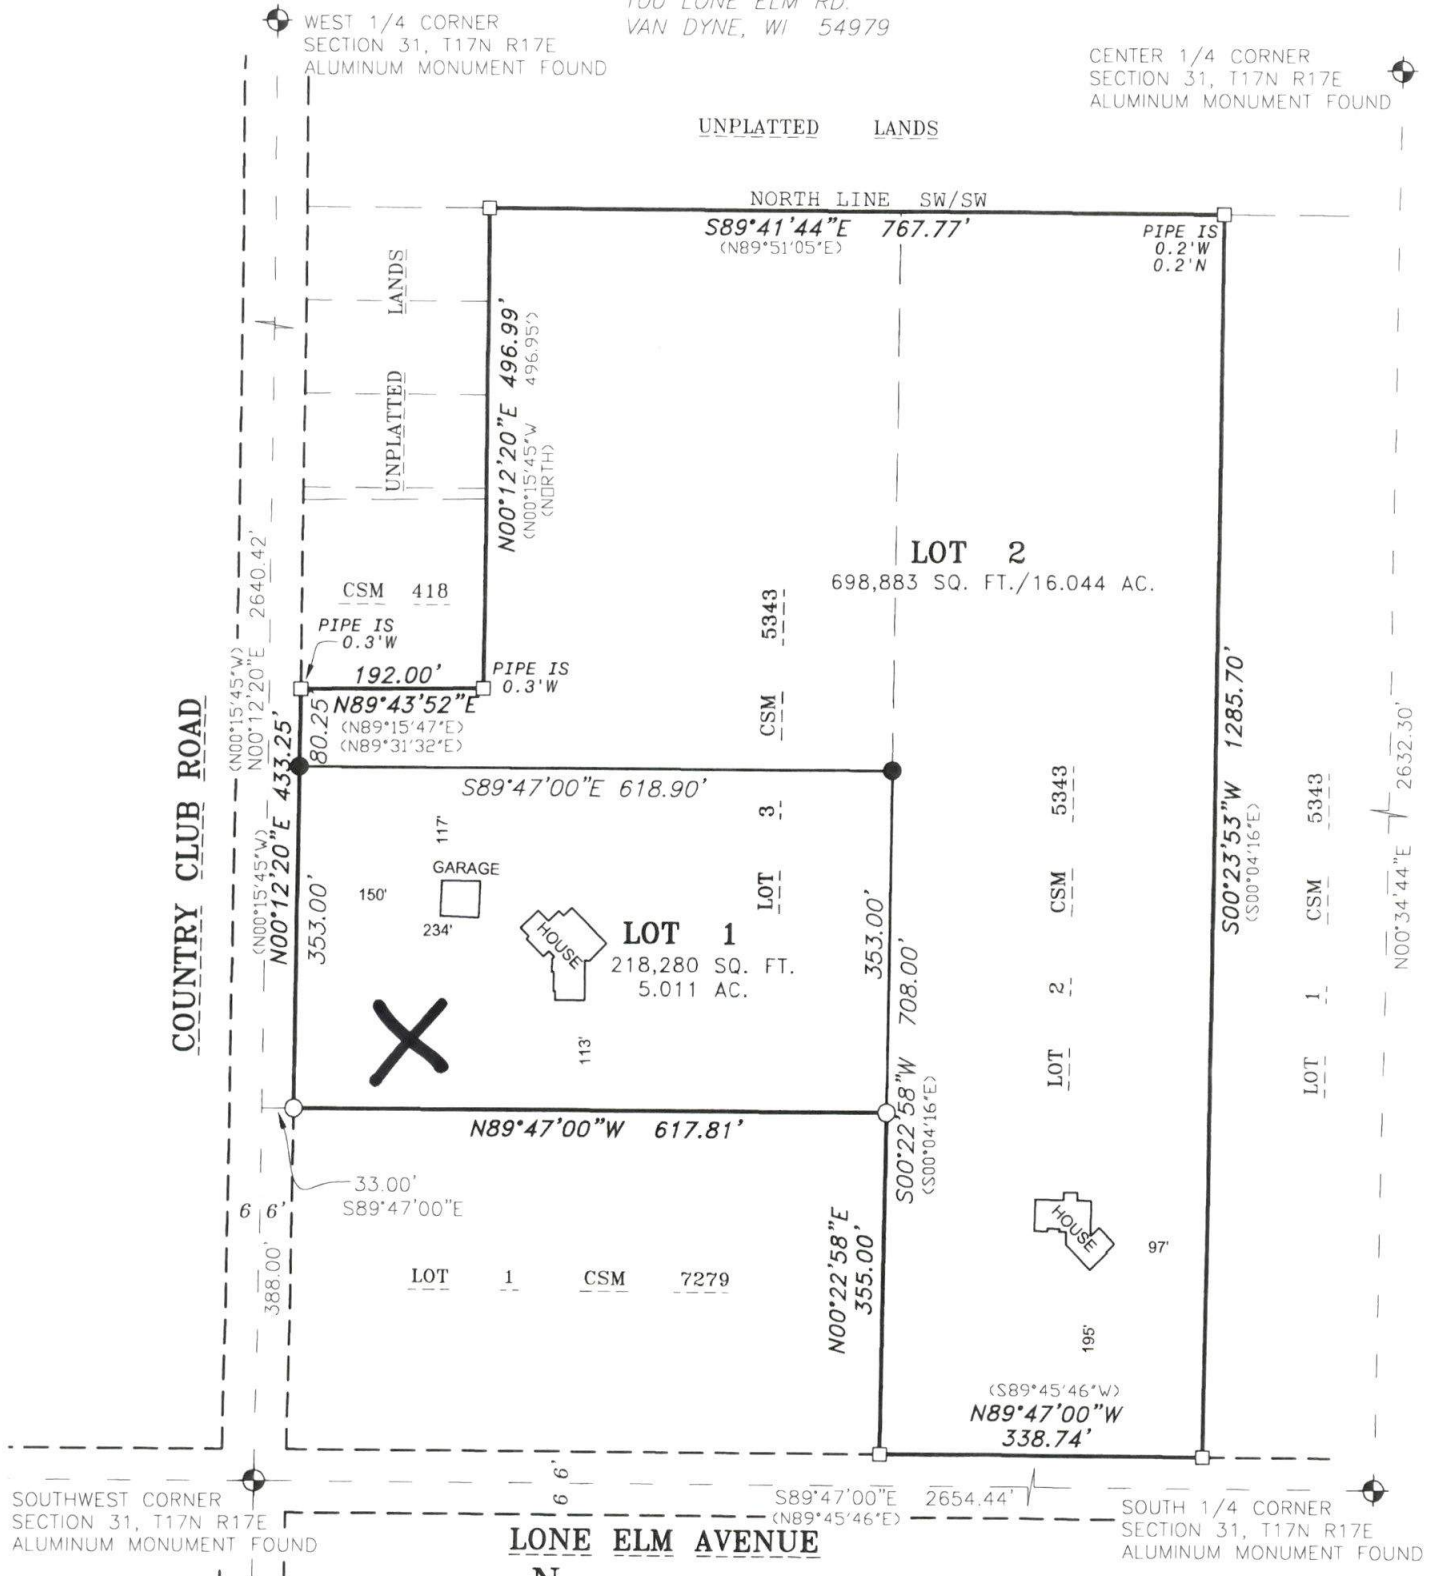 100 LONE ELM RD.
VAN DYNE, WI 54979
WEST 1/4 CORNER
SECTION 31, T17N R17E
ALUMINUM MONUMENT FOUND
CENTER 1/4 CORNER
SECTION 31, T17N R17E
ALUMINUM MONUMENT FOUND
UNPLATTED LANDS
NORTH LINE SW/SW
S89°41'44"E 767.77'
(N89°51'05"E)
PIPE IS
0.2'W
0.2'N
UNPLATTED LANDS
N00°12'20"E 496.99'
(N00°15'45"W 496.95')
(NORTH)
LOT 2
698,883 SQ. FT./16.044 AC.
CSM 418
PIPE IS
0.3'W
192.00'
N89°43'52"E
(N89°15'47"E)
(N89°31'32"E)
PIPE IS
0.3'W
(N00°15'45"W)
N00°12'20"E 2640.42'
COUNTRY CLUB ROAD
(N00°15'45"W)
N00°12'20"E 433.25'
80.25'
353.00'
S89°47'00"E 618.90'
LOT 3 CSM 5343
117'
GARAGE
150'
234'
HOUSE
LOT 1
218,280 SQ. FT.
5.011 AC.
113'
353.00'
S00°22'58"W 708.00'
(S00°04'16"E)
LOT 2 CSM 5343
S00°23'53"W 1285.70'
(S00°04'16"E)
LOT 1 CSM 5343
N00°34'44"E 2632.30'
N89°47'00"W 617.81'
33.00'
S89°47'00"E
6 6'
388.00'
LOT 1 CSM 7279
N00°22'58"E
355.00'
HOUSE
97'
195'
(S89°45'46"W)
N89°47'00"W
338.74'
6 6'
S89°47'00"E 2654.44'
(N89°45'46"E)
SOUTHWEST CORNER
SECTION 31, T17N R17E
ALUMINUM MONUMENT FOUND
LONE ELM AVENUE
SOUTH 1/4 CORNER
SECTION 31, T17N R17E
ALUMINUM MONUMENT FOUND
N